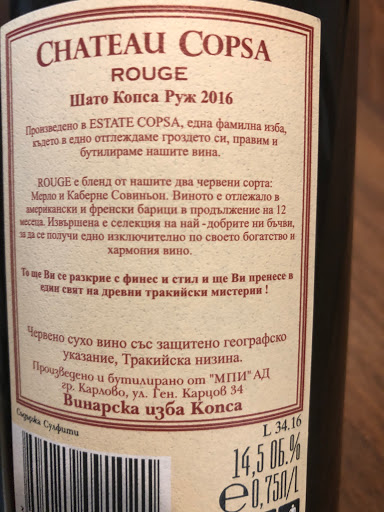 CHATEAU COPSA
ROUGE
Шато Копса Руж 2016
Произведено в ESTATE COPSA, една фамилна изба,
където в едно отглеждаме гроздето си, правим и
бутилираме нашите вина.
ROUGE е бленд от нашите два червени сорта:
Мерло и Каберне Совиньон. Виното е отлежало в
американски и френски барици в продължение на 12
месеца. Извършена е селекция на най - добрите ни бъчви,
за да се получи едно изключително по своето богатство и
хармония вино.
То ще Ви се разкрие с финес и стил и ще Ви пренесе в
един свят на древни тракийски мистерии !
Червено сухо вино със защитено географско
указание, Тракийска низина.
Произведено и бутилирано от "МПИ" АД
гр. Карлово, ул. Ген. Карцов 34
Винарска изба Копса
Съдържа Сулфити
L 34.16
14,5 ОБ.%
e 0,750/L